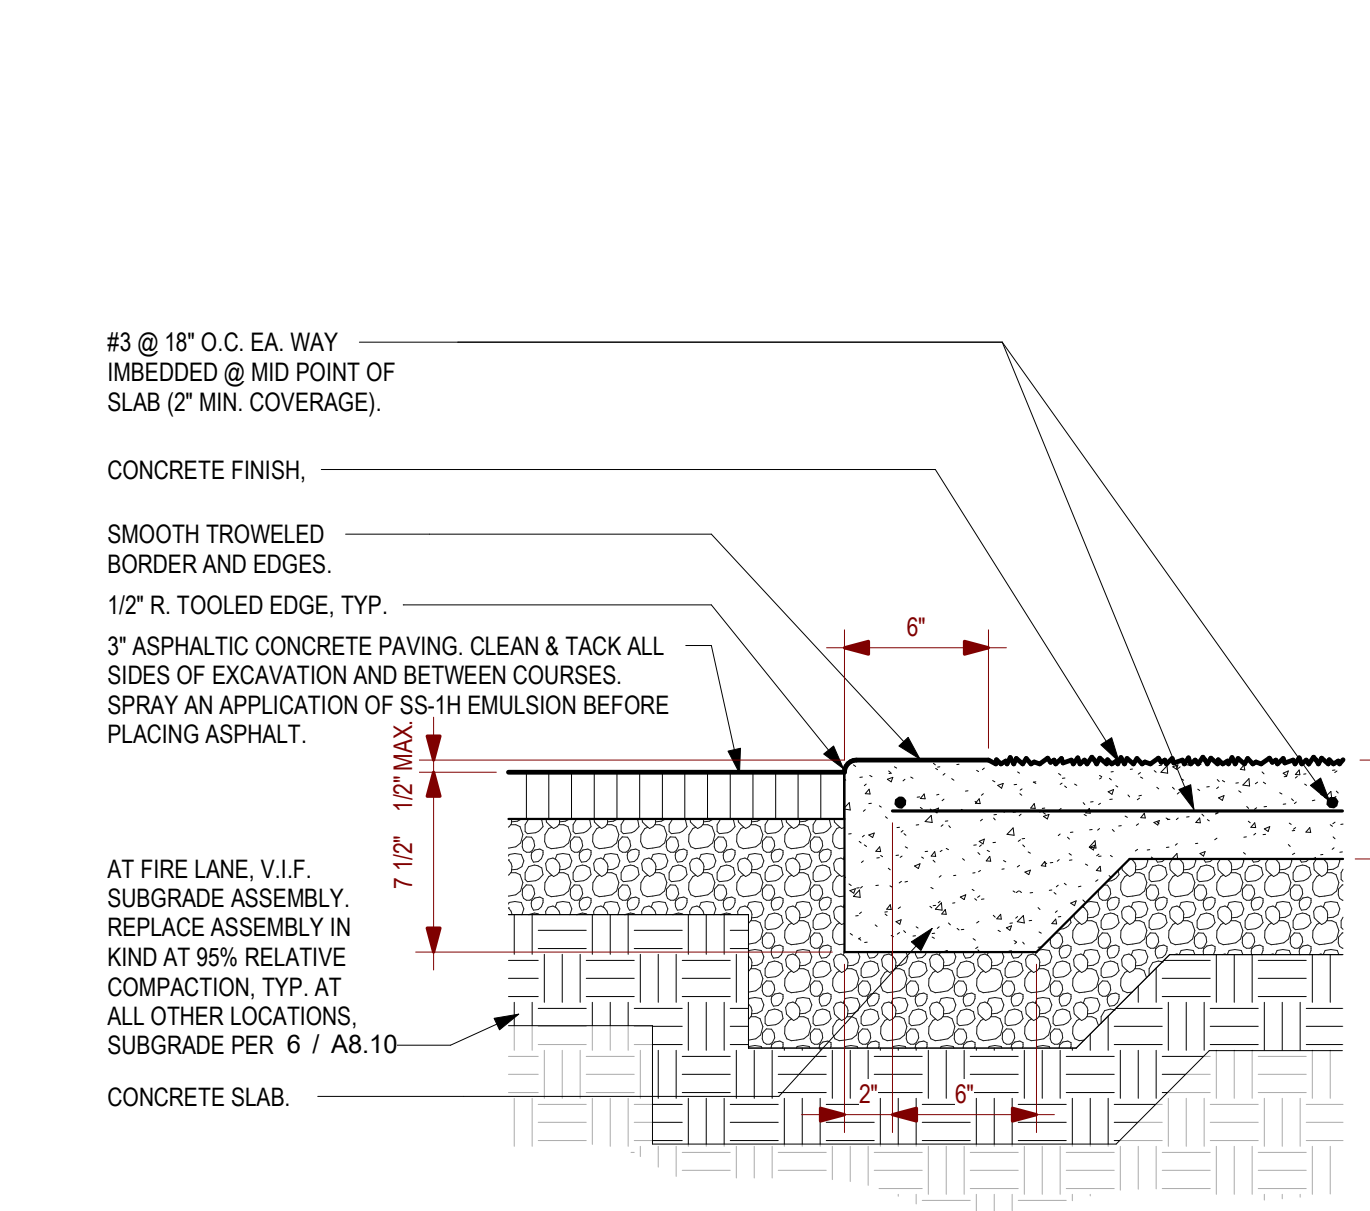 #3 @ 18" O.C. EA. WAY
IMBEDDED @ MID POINT OF
SLAB (2" MIN. COVERAGE).
CONCRETE FINISH,
SMOOTH TROWELED
BORDER AND EDGES.
1/2" R. TOOLED EDGE, TYP.
3" ASPHALTIC CONCRETE PAVING. CLEAN & TACK ALL
SIDES OF EXCAVATION AND BETWEEN COURSES.
SPRAY AN APPLICATION OF SS-1H EMULSION BEFORE
PLACING ASPHALT.
6"
1/2" MAX.
7 1/2"
AT FIRE LANE, V.I.F.
SUBGRADE ASSEMBLY.
REPLACE ASSEMBLY IN
KIND AT 95% RELATIVE
COMPACTION, TYP. AT
ALL OTHER LOCATIONS,
SUBGRADE PER 6 / A8.10
CONCRETE SLAB.
2"
6"